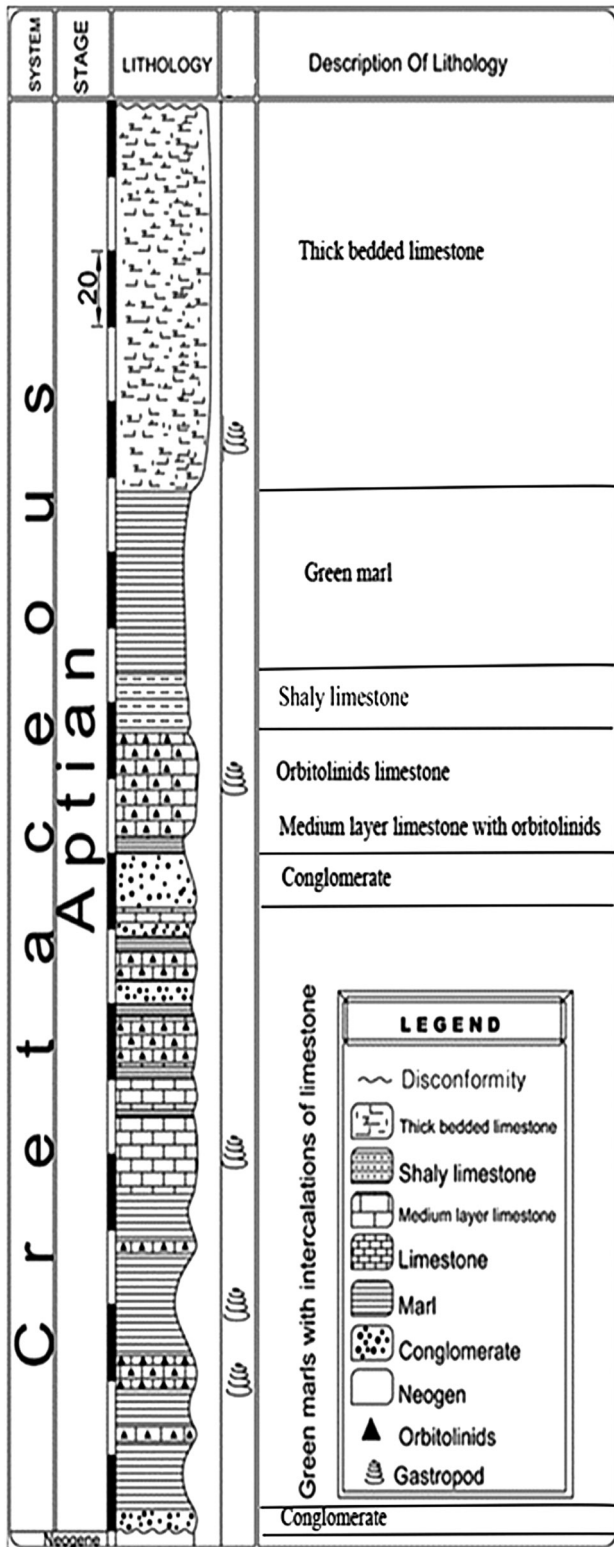 SYSTEM
STAGE
LITHOLOGY
Description Of Lithology
Cretaceous
Aptian
20
Thick bedded limestone
Green marl
Shaly limestone
Orbitolinids limestone
Medium layer limestone with orbitolinids
Conglomerate
Green marls with intercalations of limestone
LEGEND
Disconformity
Thick bedded limestone
Shaly limestone
Medium layer limestone
Limestone
Marl
Conglomerate
Neogen
Orbitolinids
Gastropod
Conglomerate
Neogene